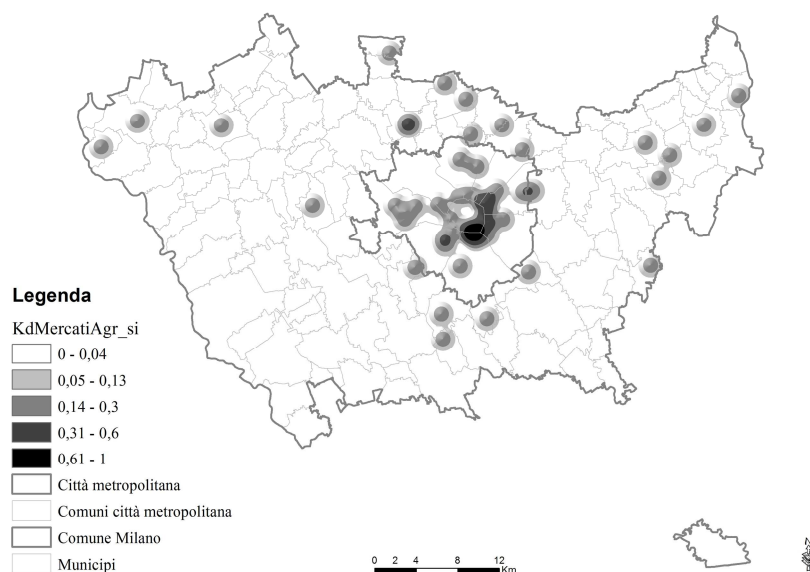 Legenda
KdMercatiAgr_si
0 - 0,04
0,05 - 0,13
0,14 - 0,3
0,31 - 0,6
0,61 - 1
Città metropolitana
Comuni città metropolitana
Comune Milano
Municipi
0 2 4 8 12
Km